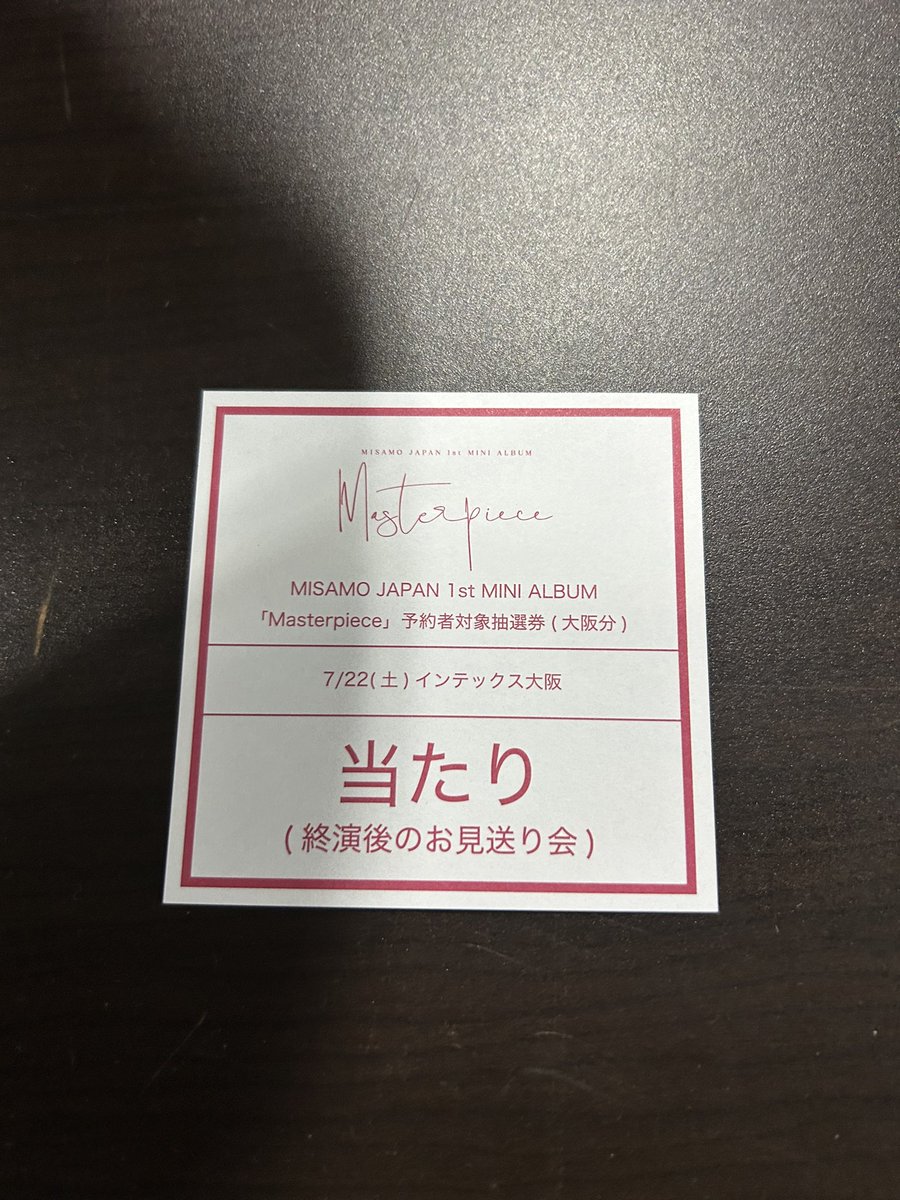 MISAMO JAPAN 1st MINI ALBUM
Masterpiece
MISAMO JAPAN 1st MINI ALBUM
「Masterpiece」予約者対象抽選券(大阪分)
7/22(土)インテックス大阪
当たり
(終演後のお見送り会)